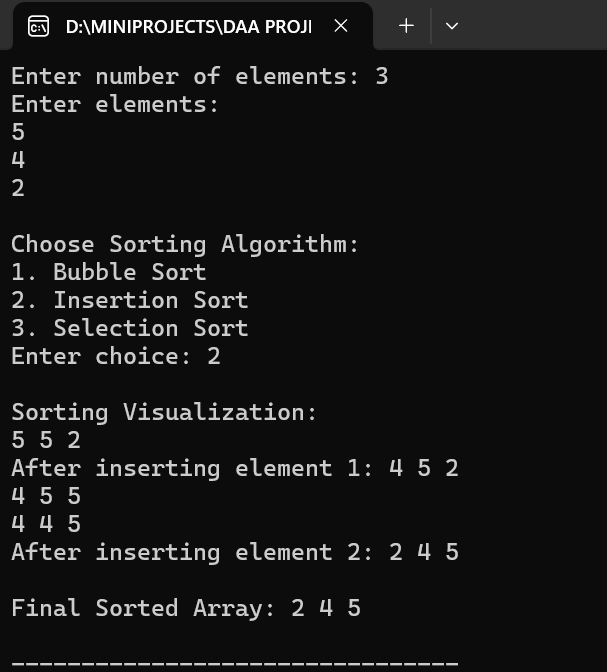 D:\MINIPROJECTS\DAA PROJI
Enter number of elements: 3
Enter elements:
5
4
2
Choose Sorting Algorithm:
1. Bubble Sort
2. Insertion Sort
3. Selection Sort
Enter choice: 2
Sorting Visualization:
5 5 2
After inserting element 1: 4 5 2
4 5 5
4 4 5
After inserting element 2: 2 4 5
Final Sorted Array: 2 4 5
--------------------------------